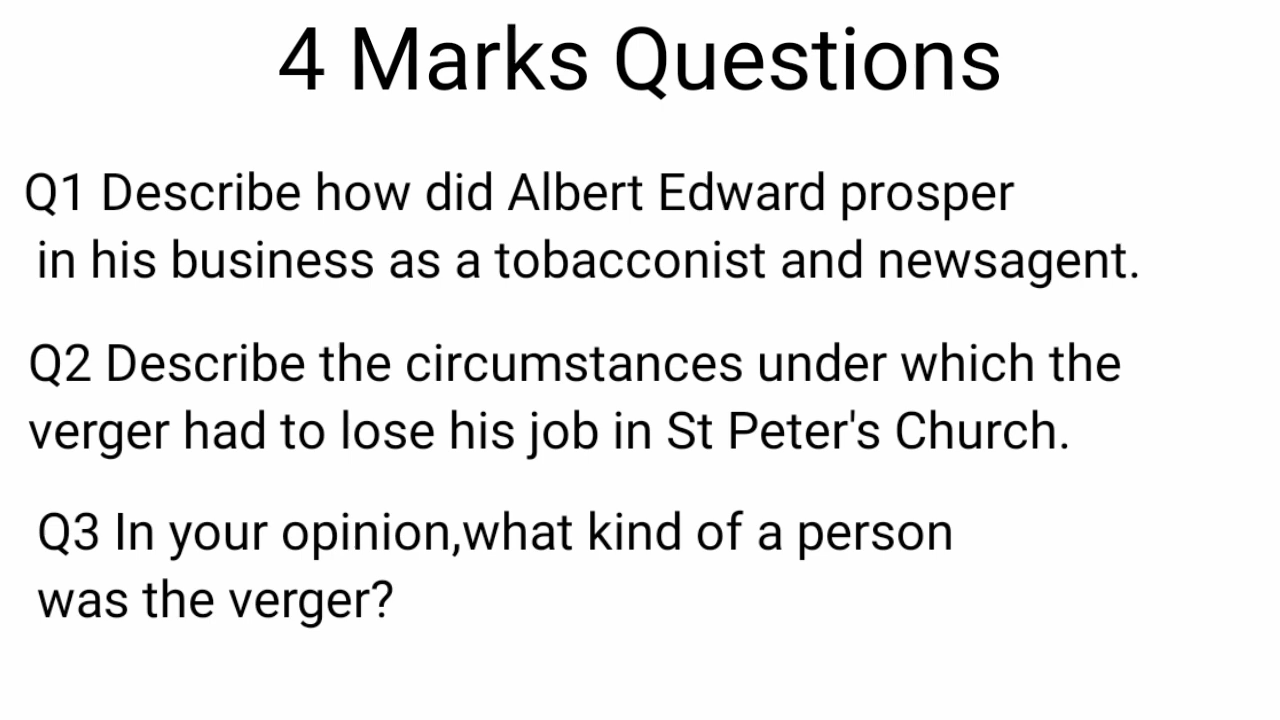 4 Marks Questions
Q1 Describe how did Albert Edward prosper
in his business as a tobacconist and newsagent.
Q2 Describe the circumstances under which the
verger had to lose his job in St Peter's Church.
Q3 In your opinion,what kind of a person
was the verger?